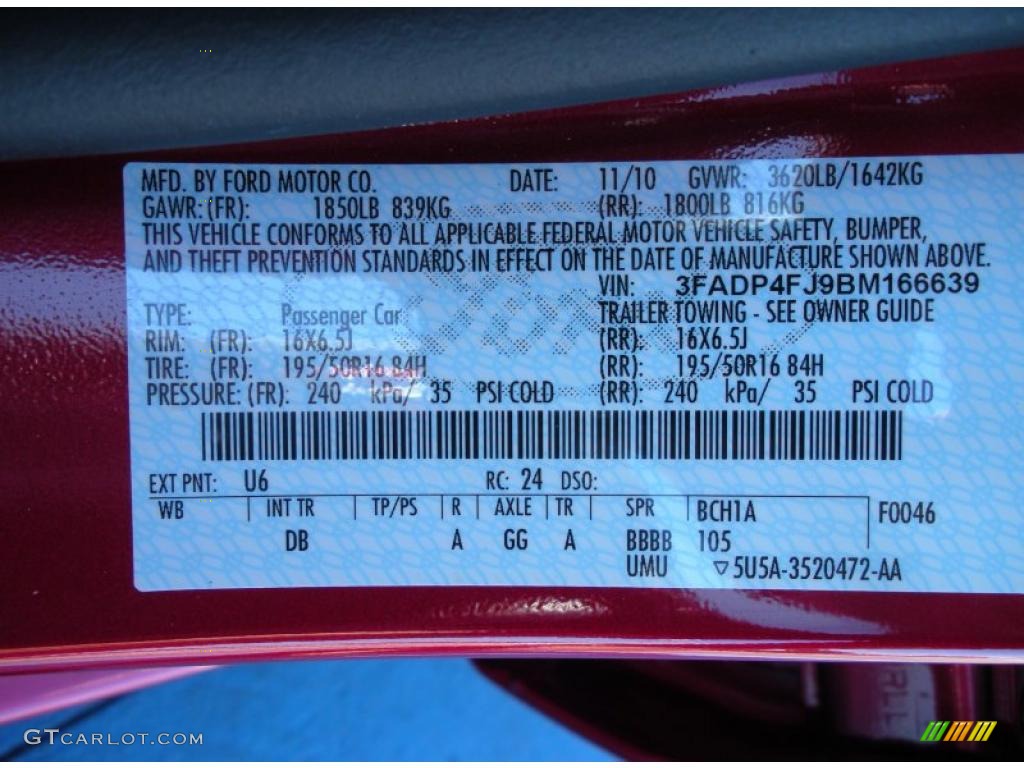 MFD. BY FORD MOTOR CO. DATE: 11/10 GVWR: 3620LB/1642KG
GAWR: (FR): 1850LB 839KG (RR): 1800LB 816KG
THIS VEHICLE CONFORMS TO ALL APPLICABLE FEDERAL MOTOR VEHICLE SAFETY, BUMPER,
AND THEFT PREVENTION STANDARDS IN EFFECT ON THE DATE OF MANUFACTURE SHOWN ABOVE.
VIN: 3FADP4FJ9BM166639
TYPE: Passenger Car TRAILER TOWING - SEE OWNER GUIDE
RIM: (FR): 16X6.5J (RR): 16X6.5J
TIRE: (FR): 195/50R16 84H (RR): 195/50R16 84H
PRESSURE: (FR): 240 kPa/ 35 PSI COLD (RR): 240 kPa/ 35 PSI COLD
EXT PNT: U6 RC: 24 DSO:
WB INT TR TP/PS R AXLE TR SPR BCH1A F0046
DB A GG A BBBB 105
UMU ▽5U5A-3520472-AA
GTCARLOT.COM